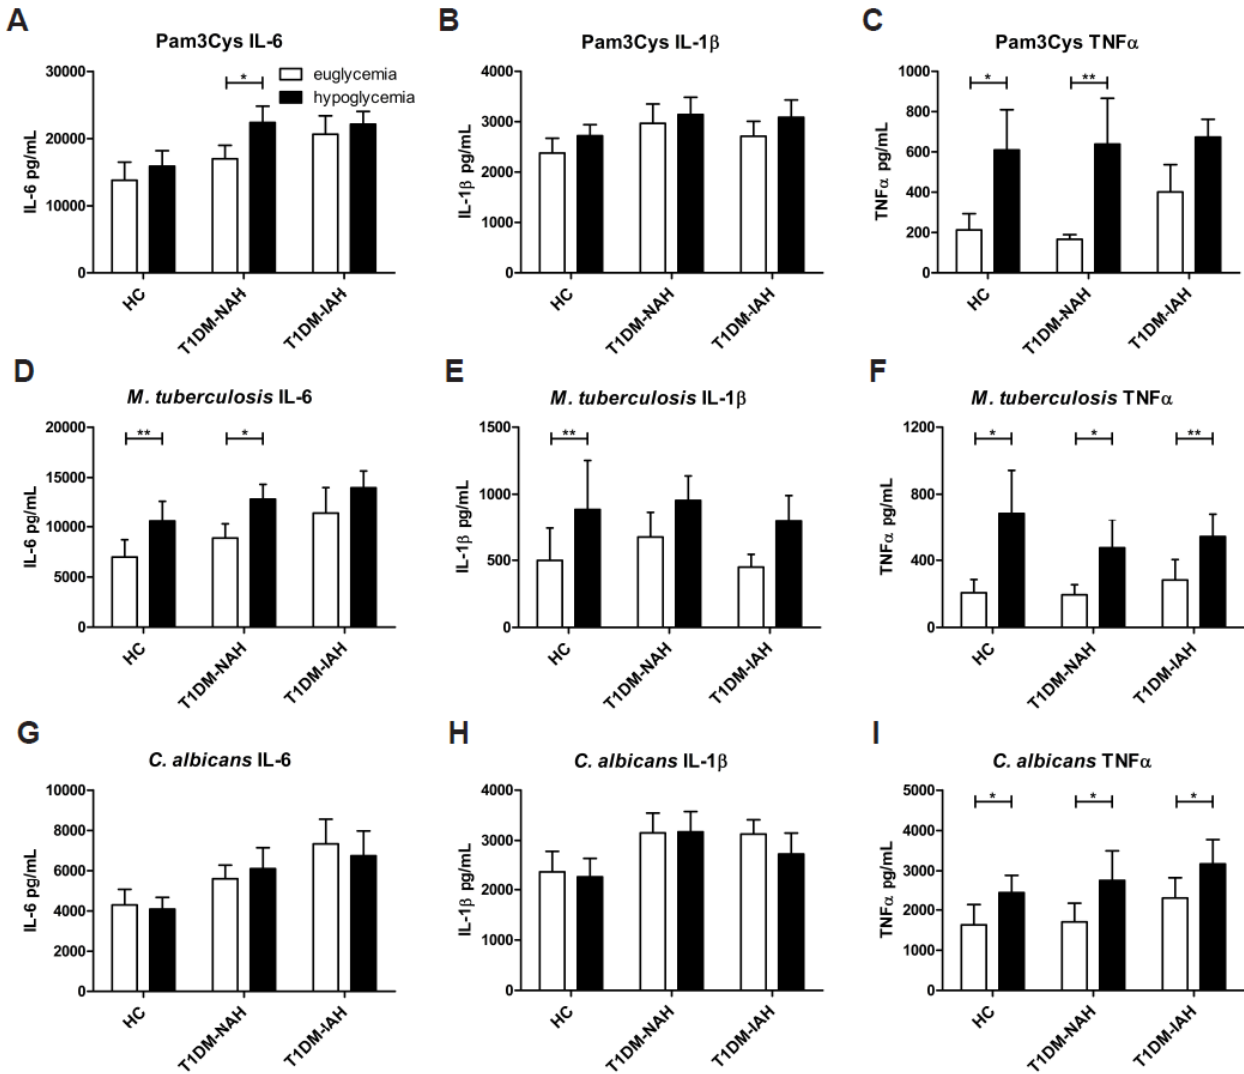 A
Pam3Cys IL-6
30000
20000
10000
0
IL-6 pg/mL
*
euglycemia
hypoglycemia
HC
T1DM-NAH
T1DM-IAH
B
Pam3Cys IL-1β
4000
3000
2000
1000
0
IL-1β pg/mL
HC
T1DM-NAH
T1DM-IAH
C
Pam3Cys TNFα
1000
800
600
400
200
0
TNFα pg/mL
*
**
HC
T1DM-NAH
T1DM-IAH
D
M. tuberculosis IL-6
20000
15000
10000
5000
0
IL-6 pg/mL
**
*
HC
T1DM-NAH
T1DM-IAH
E
M. tuberculosis IL-1β
1500
1000
500
0
IL-1β pg/mL
**
HC
T1DM-NAH
T1DM-IAH
F
M. tuberculosis TNFα
1200
800
400
0
TNFα pg/mL
*
*
**
HC
T1DM-NAH
T1DM-IAH
G
C. albicans IL-6
10000
8000
6000
4000
2000
0
IL-6 pg/mL
HC
T1DM-NAH
T1DM-IAH
H
C. albicans IL-1β
4000
3000
2000
1000
0
IL-1β pg/mL
HC
T1DM-NAH
T1DM-IAH
I
C. albicans TNFα
5000
4000
3000
2000
1000
0
TNFα pg/mL
*
*
*
HC
T1DM-NAH
T1DM-IAH